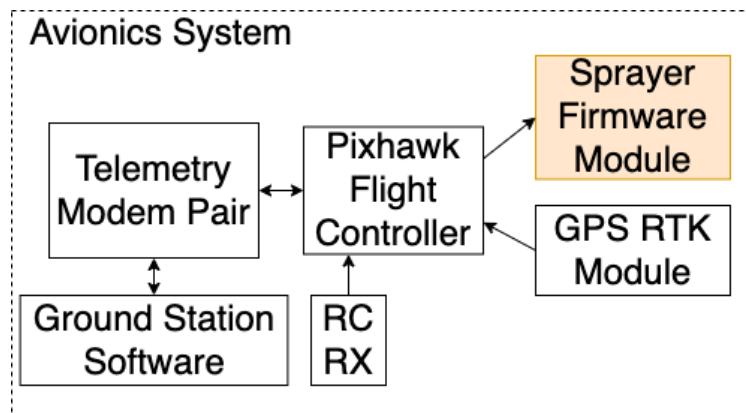 Avionics System
Sprayer
Firmware
Module
Telemetry
Modem Pair
Pixhawk
Flight
Controller
GPS RTK
Module
Ground Station
Software
RC
RX